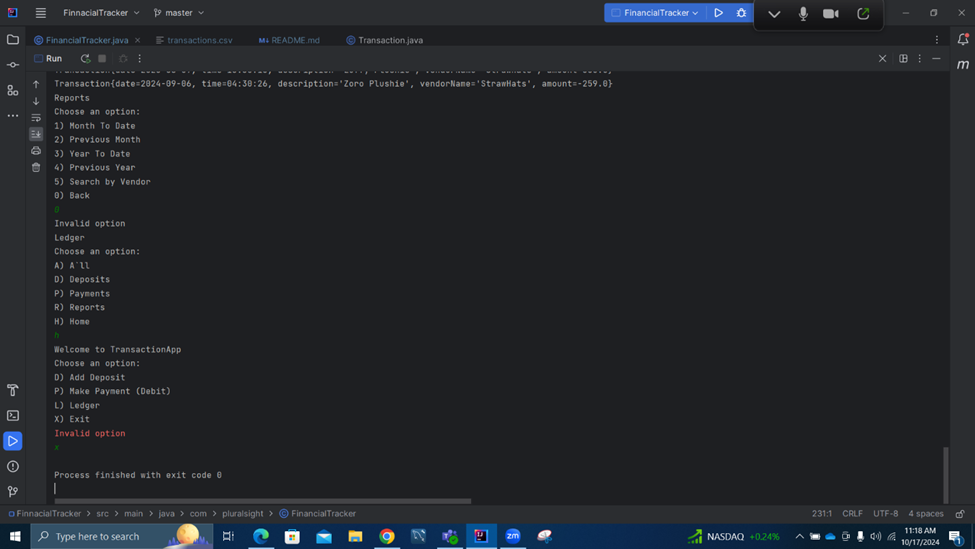 FinnacialTracker
master
FinancialTracker
FinancialTracker.java
transactions.csv
README.md
Transaction.java
Run
Transaction{date=2024-09-06, time=04:30:26, description='Zoro Plushie', vendorName='StrawHats', amount=-259.0}
Reports
Choose an option:
1) Month To Date
2) Previous Month
3) Year To Date
4) Previous Year
5) Search by Vendor
0) Back
0
Invalid option
Ledger
Choose an option:
A) A`ll
D) Deposits
P) Payments
R) Reports
H) Home
h
Welcome to TransactionApp
Choose an option:
D) Add Deposit
P) Make Payment (Debit)
L) Ledger
X) Exit
Invalid option
x
Process finished with exit code 0
FinnacialTracker > src > main > java > com > pluralsight > FinancialTracker
231:1 CRLF UTF-8 4 spaces
Type here to search
zm
NASDAQ +0.24%
11:18 AM
10/17/2024